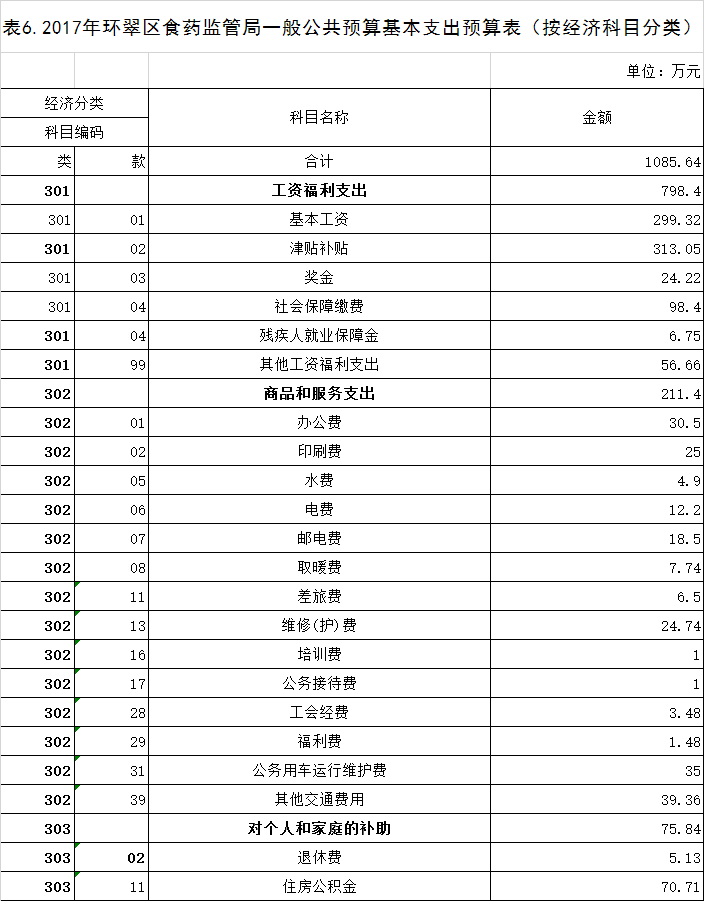 表6.2017年环翠区食药监管局一般公共预算基本支出预算表（按经济科目分类）
单位：万元
经济分类 科目名称 金额
科目编码
类 款 合计 1085.64
301 工资福利支出 798.4
301 01 基本工资 299.32
301 02 津贴补贴 313.05
301 03 奖金 24.22
301 04 社会保障缴费 98.4
301 04 残疾人就业保障金 6.75
301 99 其他工资福利支出 56.66
302 商品和服务支出 211.4
302 01 办公费 30.5
302 02 印刷费 25
302 05 水费 4.9
302 06 电费 12.2
302 07 邮电费 18.5
302 08 取暖费 7.74
302 11 差旅费 6.5
302 13 维修(护)费 24.74
302 16 培训费 1
302 17 公务接待费 1
302 28 工会经费 3.48
302 29 福利费 1.48
302 31 公务用车运行维护费 35
302 39 其他交通费用 39.36
303 对个人和家庭的补助 75.84
303 02 退休费 5.13
303 11 住房公积金 70.71